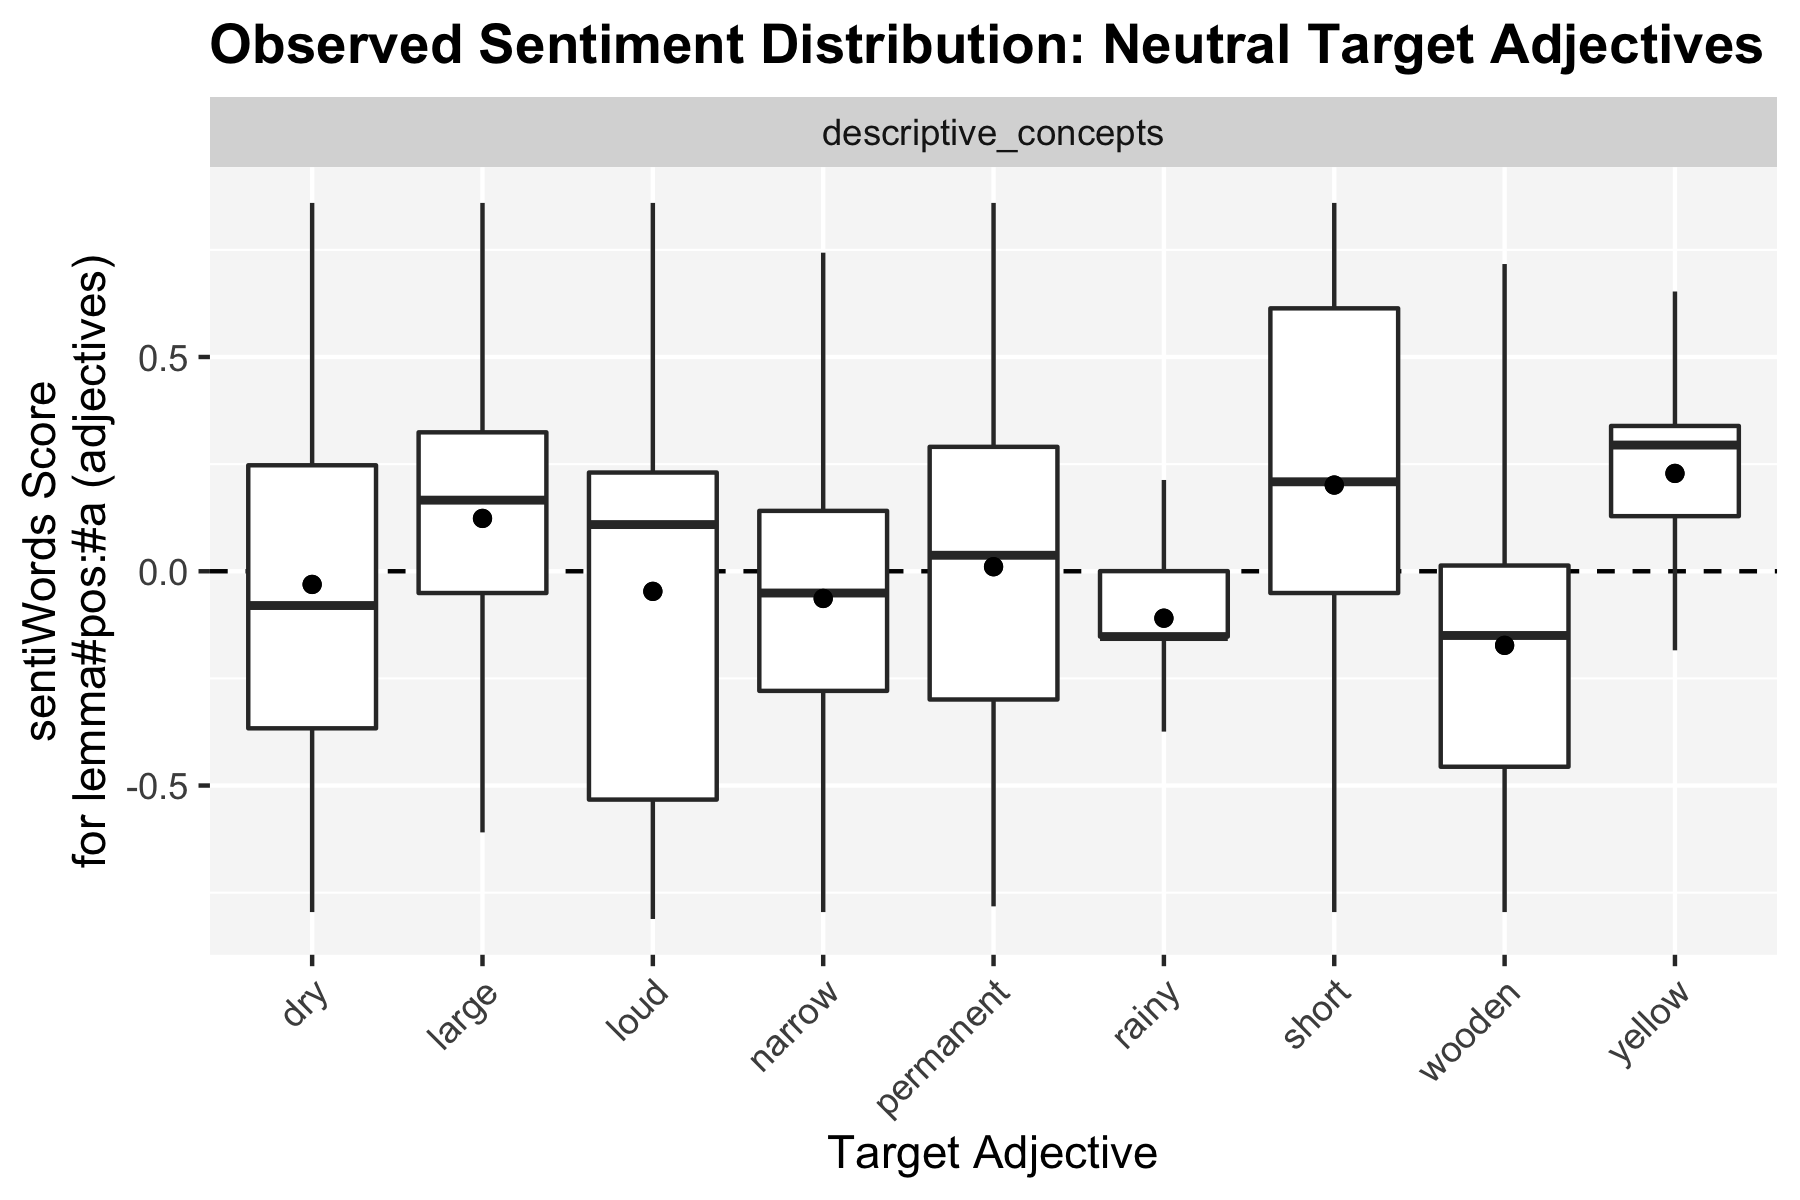 Observed Sentiment Distribution: Neutral Target Adjectives
descriptive_concepts
sentiWords Score
for lemma#pos:#a (adjectives)
0.5
0.0
-0.5
dry
large
loud
narrow
permanent
rainy
short
wooden
yellow
Target Adjective